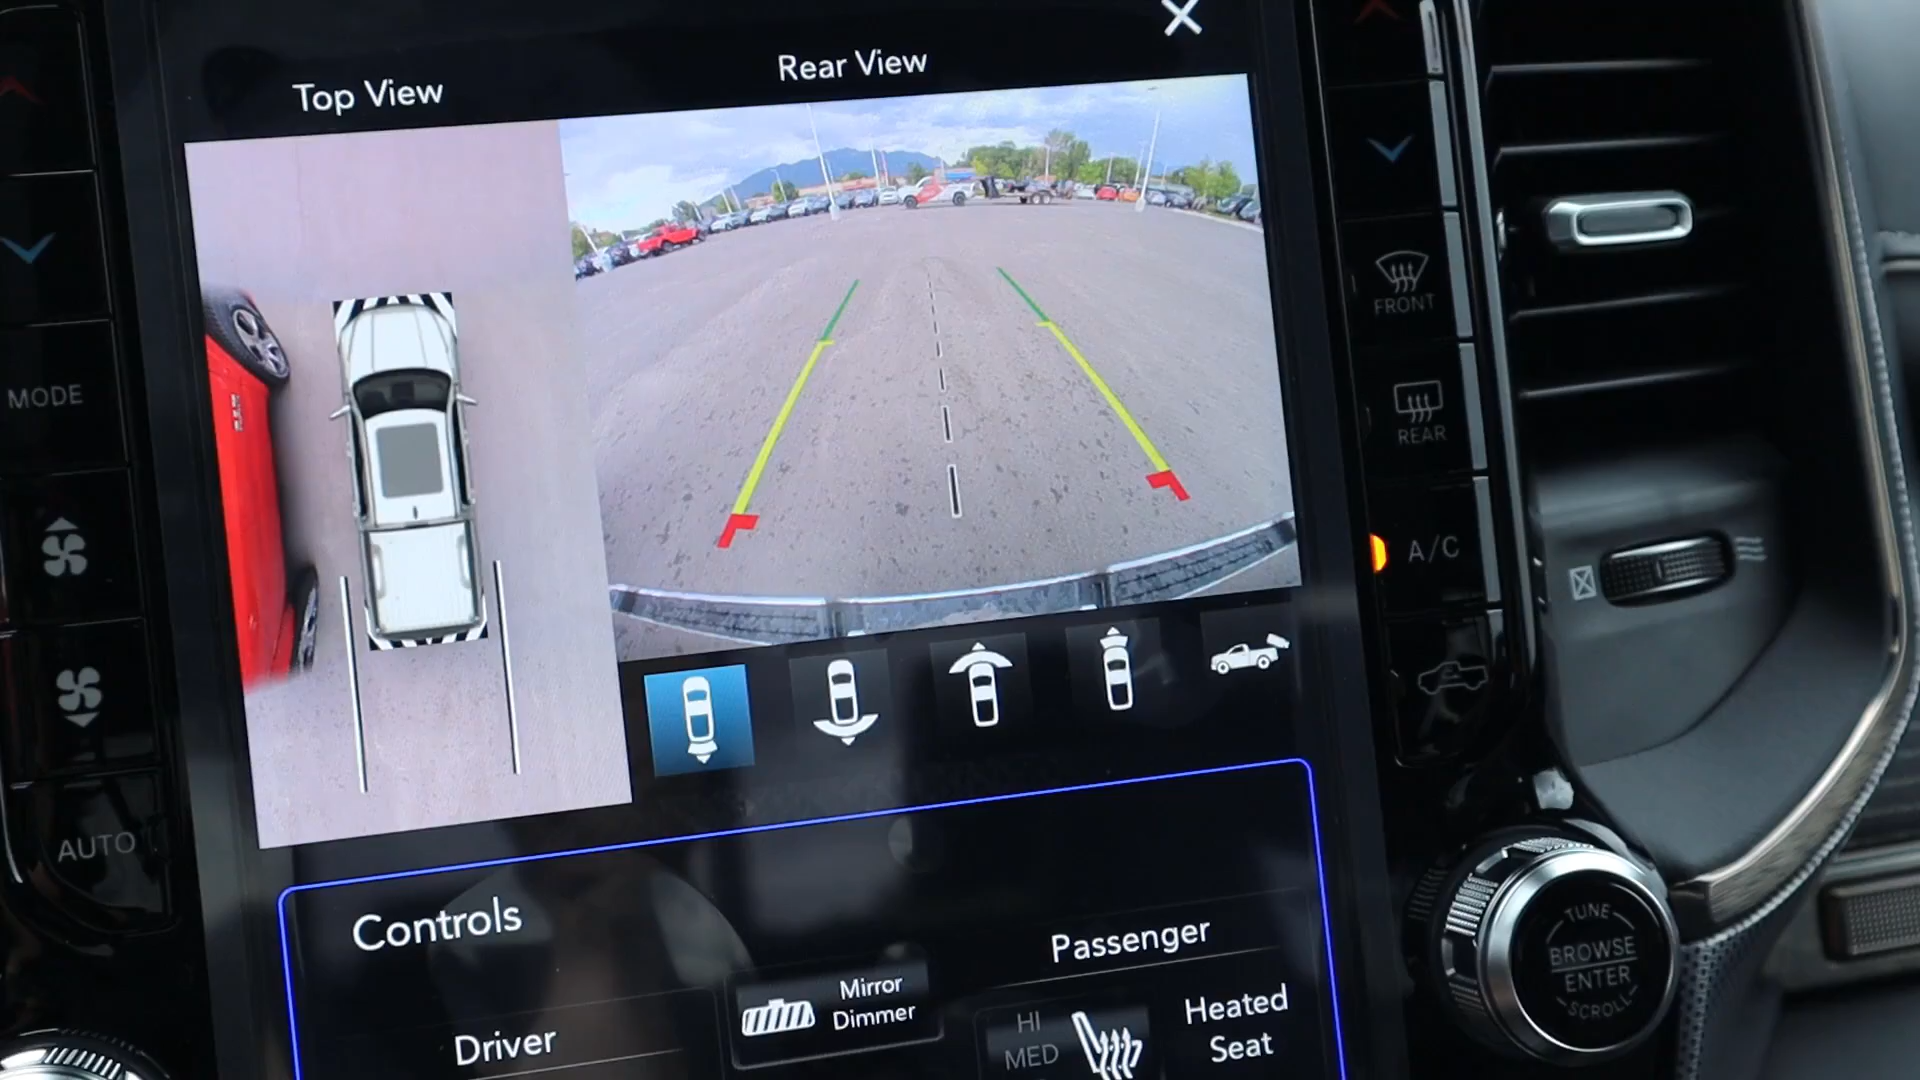 Top View
Rear View
MODE
AUTO
FRONT
REAR
A/C
Controls
Driver
Mirror
Dimmer
Passenger
HI
MED
Heated
Seat
TUNE
BROWSE
ENTER
SCROLL